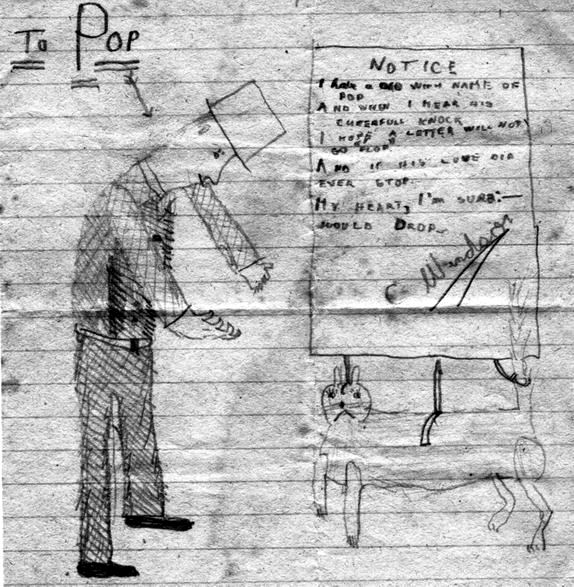 To POP
NOTICE
I have a DAD WITH NAME OF
POP
AND WHEN I HEAR HIS
CHEERFULL KNOCK
I HOPE A LETTER WILL NOT
GO FLOP
AND IF HIS LOVE DID
EVER STOP.
MY HEART, I'M SURE:—
WOULD DROP.
C